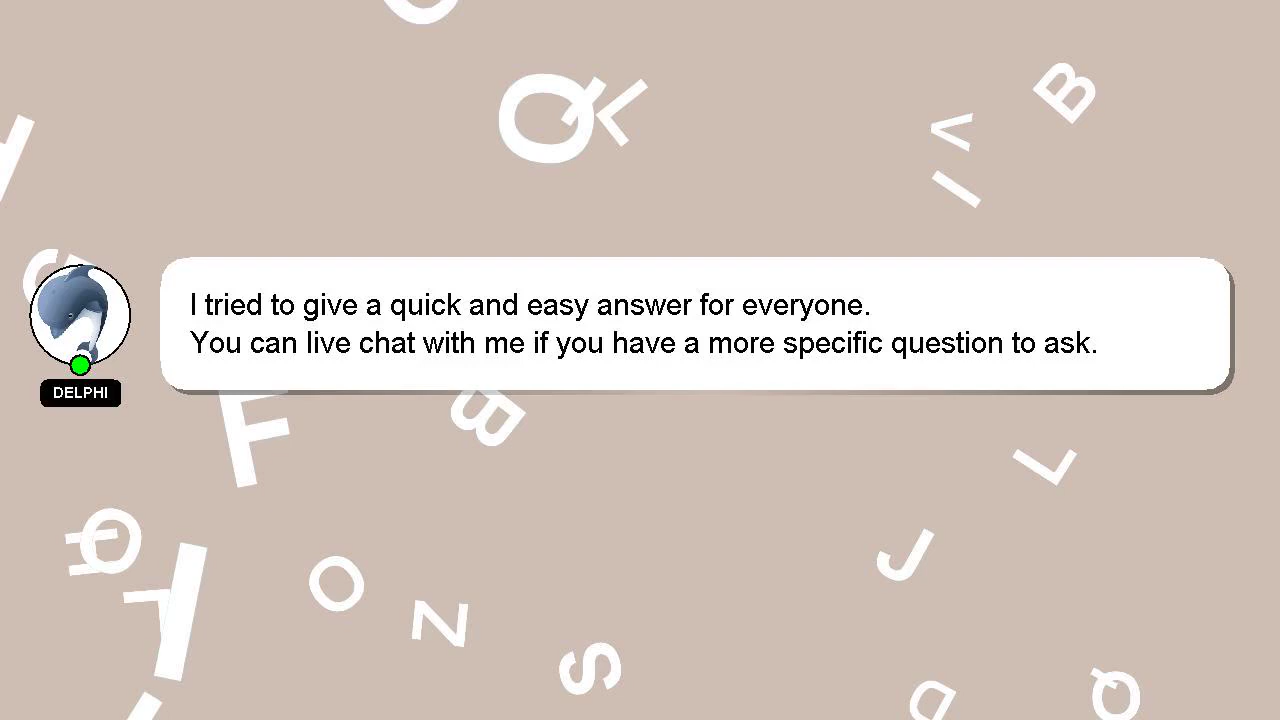 I tried to give a quick and easy answer for everyone.
You can live chat with me if you have a more specific question to ask.
DELPHI